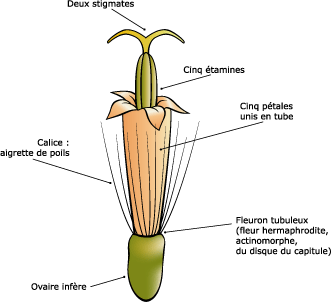 Deux stigmates
Cinq étamines
Cinq pétales
unis en tube
Calice :
aigrette de poils
Fleuron tubuleux
(fleur hermaphrodite,
actinomorphe,
du disque du capitule)
Ovaire infère